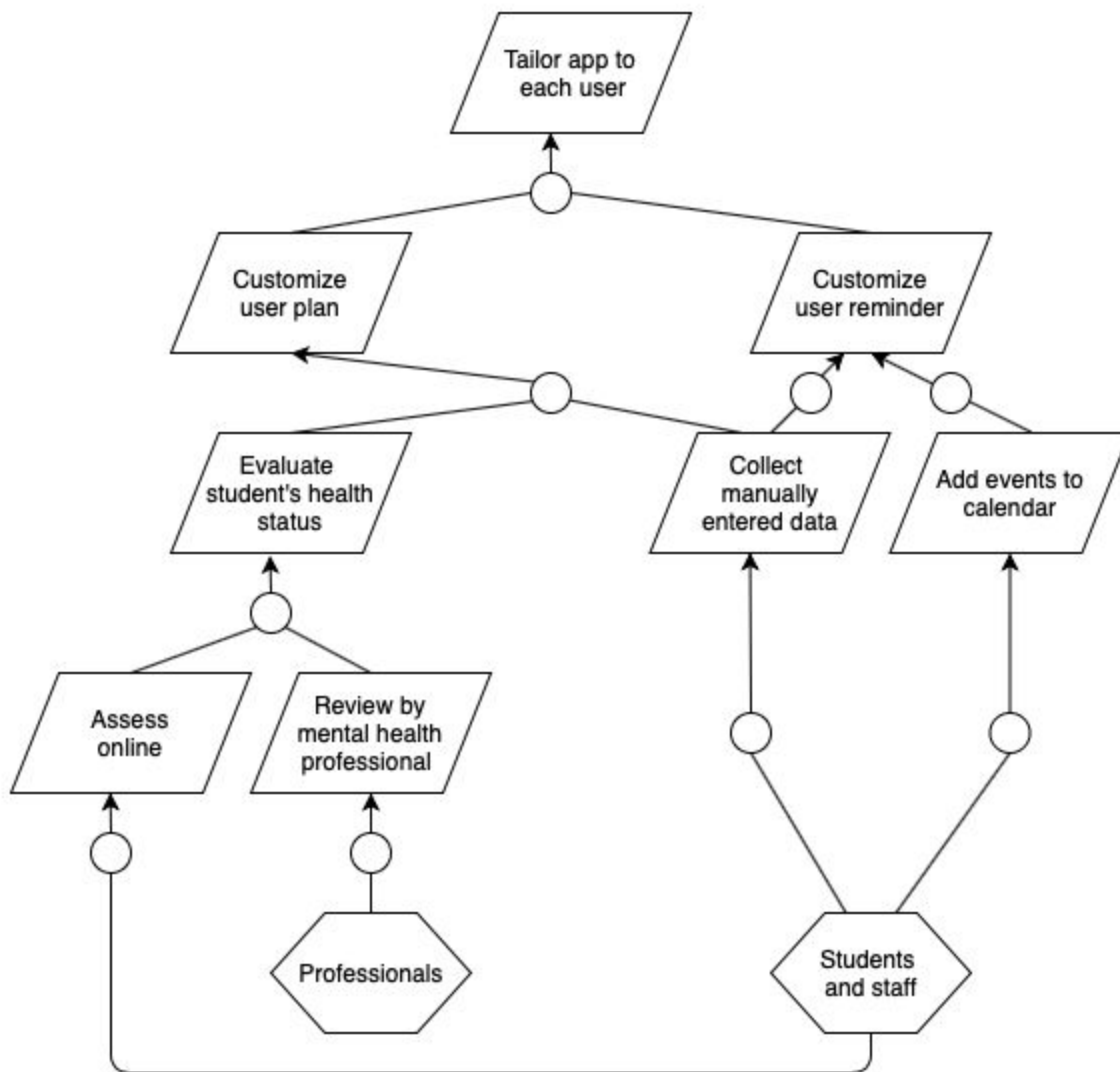 Tailor app to
each user
Customize
user plan
Customize
user reminder
Evaluate
student's health
status
Collect
manually
entered data
Add events to
calendar
Assess
online
Review by
mental health
professional
Professionals
Students
and staff